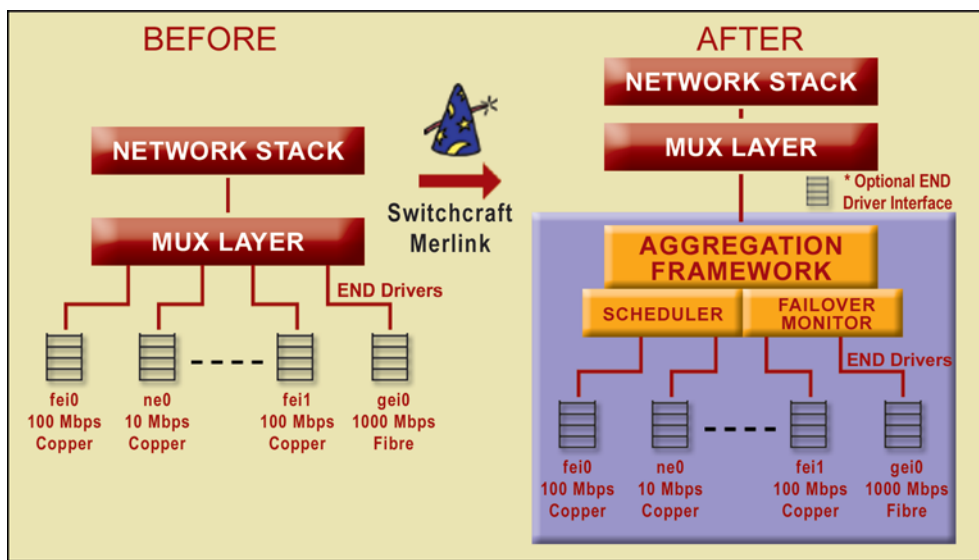 BEFORE
NETWORK STACK
MUX LAYER
END Drivers
fei0
100 Mbps
Copper
ne0
10 Mbps
Copper
fei1
100 Mbps
Copper
gei0
1000 Mbps
Fibre
Switchcraft
Merlink
AFTER
NETWORK STACK
MUX LAYER
* Optional END
Driver Interface
AGGREGATION
FRAMEWORK
SCHEDULER
FAILOVER
MONITOR
END Drivers
fei0
100 Mbps
Copper
ne0
10 Mbps
Copper
fei1
100 Mbps
Copper
gei0
1000 Mbps
Fibre